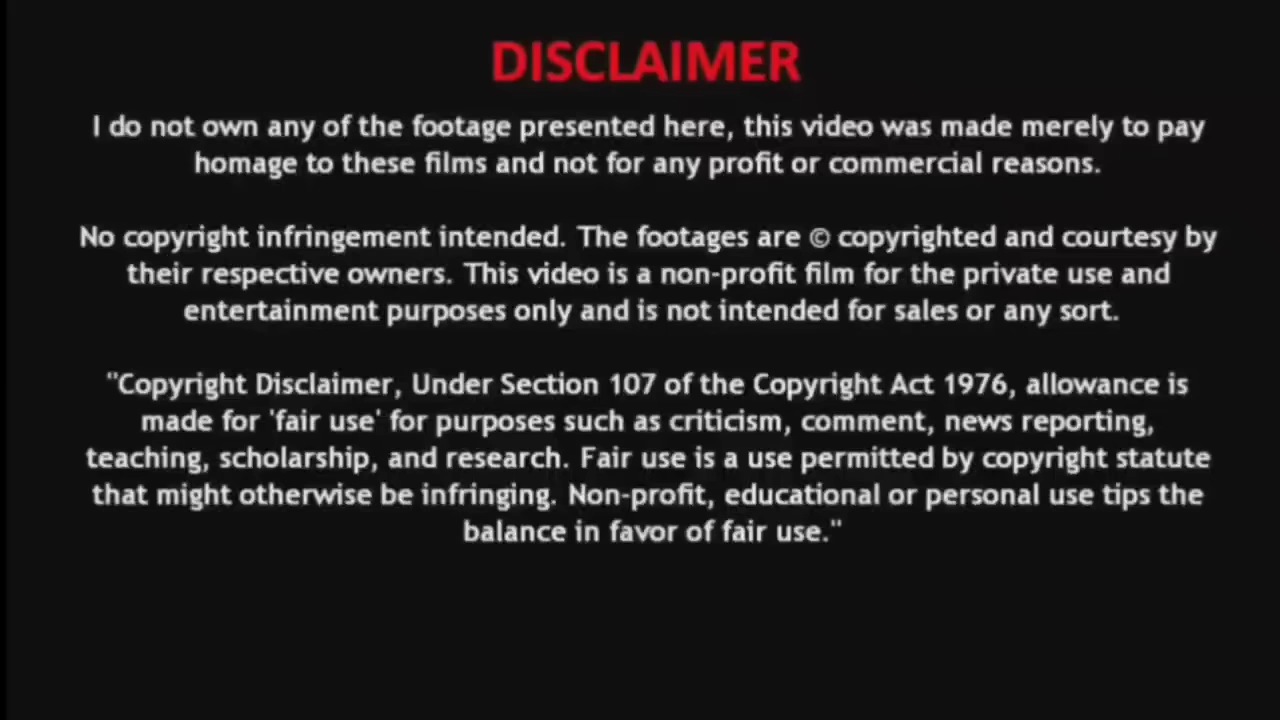 DISCLAIMER
I do not own any of the footage presented here, this video was made merely to pay
homage to these films and not for any profit or commercial reasons.
No copyright infringement intended. The footages are © copyrighted and courtesy by
their respective owners. This video is a non-profit film for the private use and
entertainment purposes only and is not intended for sales or any sort.
"Copyright Disclaimer, Under Section 107 of the Copyright Act 1976, allowance is
made for 'fair use' for purposes such as criticism, comment, news reporting,
teaching, scholarship, and research. Fair use is a use permitted by copyright statute
that might otherwise be infringing. Non-profit, educational or personal use tips the
balance in favor of fair use."